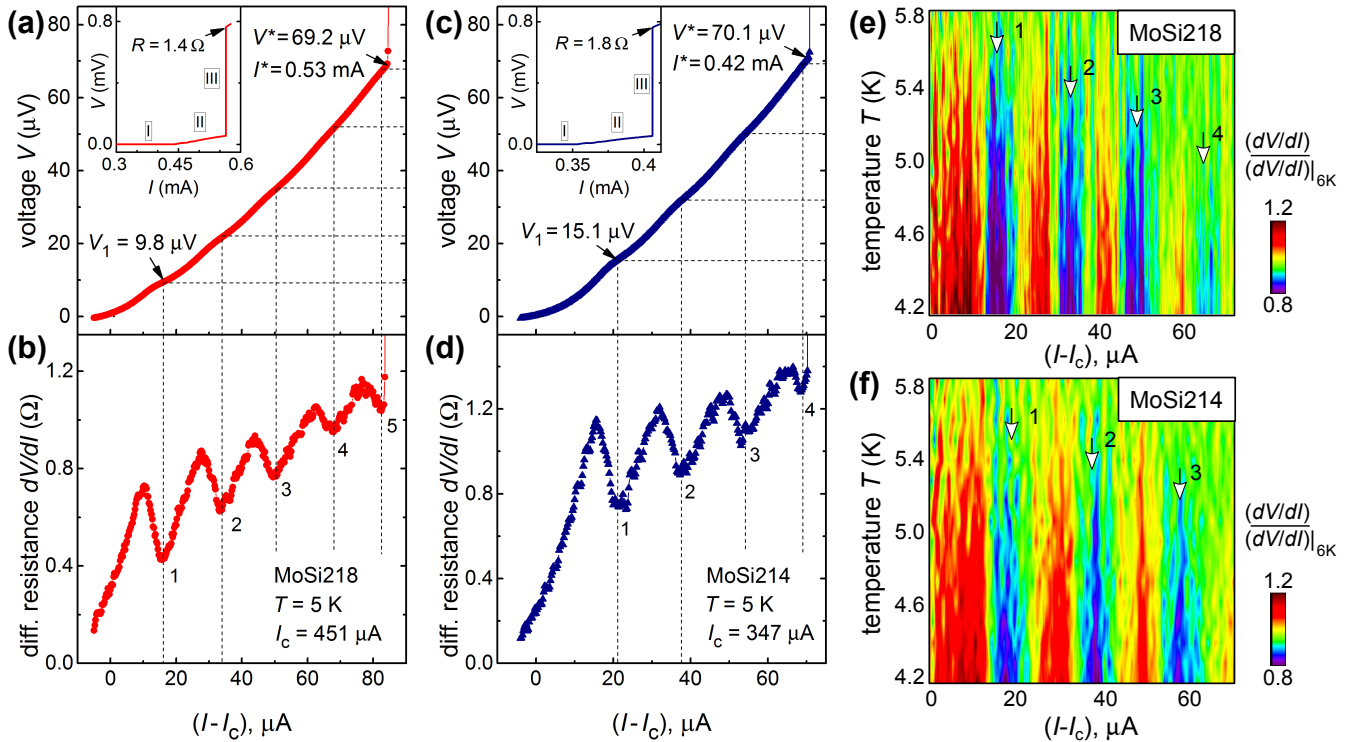 (a)
voltage V (μV)
80
60
40
20
0
0.8
V (mV)
0.0
0.3
0.45
0.6
I (mA)
R = 1.4 Ω
I
II
III
V* = 69.2 μV
I* = 0.53 mA
V1 = 9.8 μV
(b)
diff. resistance dV/dI (Ω)
1.2
0.8
0.4
0.0
1
2
3
4
5
MoSi218
T = 5 K
Ic = 451 μA
0
20
40
60
80
(I - Ic), μA
(c)
voltage V (μV)
80
60
40
20
0
0.8
V (mV)
0.0
0.35
0.4
I (mA)
R = 1.8 Ω
I
II
III
V* = 70.1 μV
I* = 0.42 mA
V1 = 15.1 μV
(d)
diff. resistance dV/dI (Ω)
1.2
0.8
0.4
0.0
1
2
3
4
MoSi214
T = 5 K
Ic = 347 μA
0
20
40
60
(I - Ic), μA
(e)
MoSi218
temperature T (K)
5.8
5.4
5.0
4.6
4.2
1
2
3
4
0
20
40
60
(I-Ic), μA
(dV/dI)
(dV/dI)|6K
1.2
0.8
(f)
MoSi214
temperature T (K)
5.8
5.4
5.0
4.6
4.2
1
2
3
0
20
40
60
(I-Ic), μA
(dV/dI)
(dV/dI)|6K
1.2
0.8